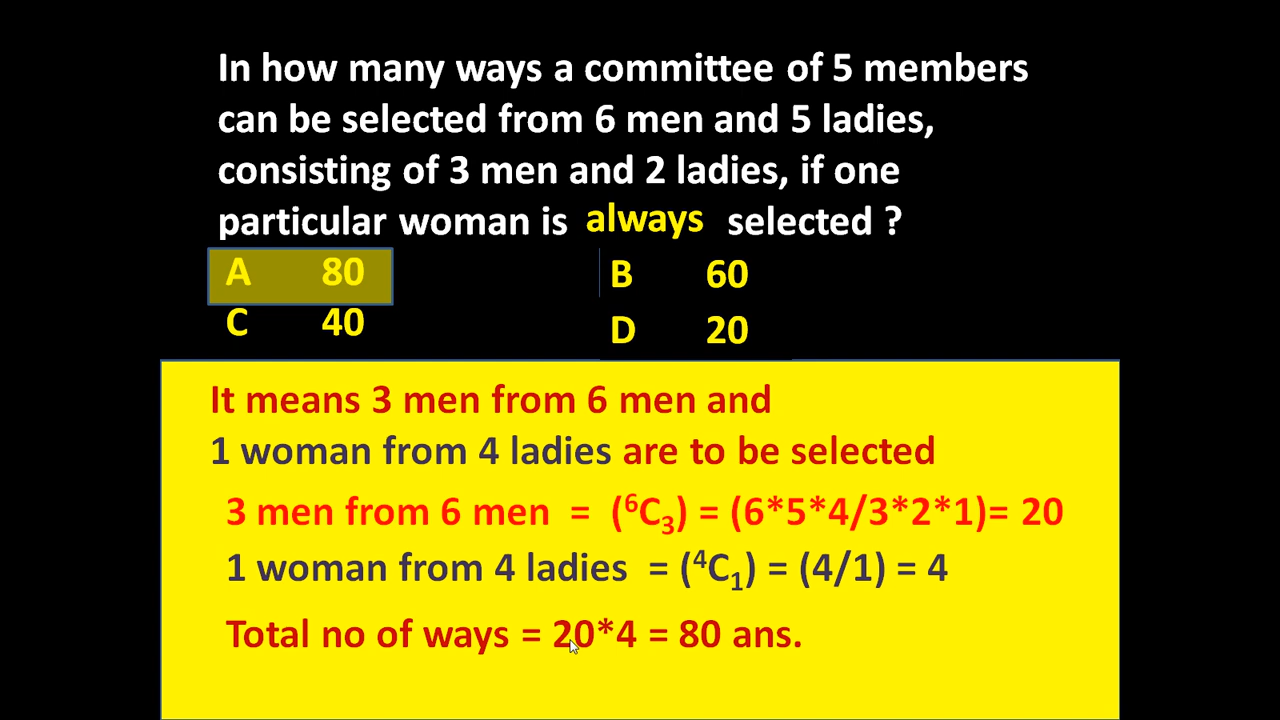 In how many ways a committee of 5 members
can be selected from 6 men and 5 ladies,
consisting of 3 men and 2 ladies, if one
particular woman is always selected ?
A 80 B 60
C 40 D 20
It means 3 men from 6 men and
1 woman from 4 ladies are to be selected
3 men from 6 men = (⁶C₃) = (6*5*4/3*2*1)= 20
1 woman from 4 ladies = (⁴C₁) = (4/1) = 4
Total no of ways = 20*4 = 80 ans.